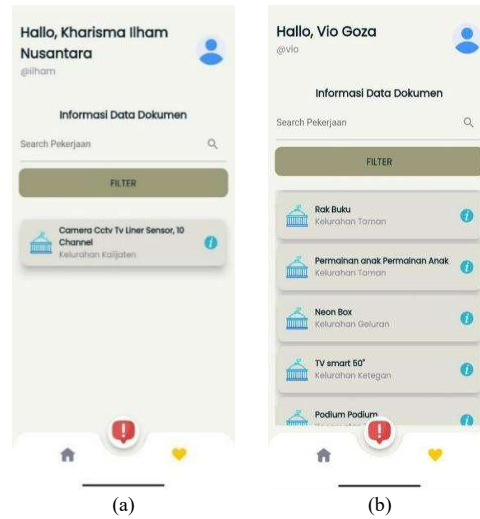 Hallo, Kharisma Ilham
Nusantara
@ilham
Informasi Data Dokumen
Search Pekerjaan
FILTER
Camera Cctv Tv Liner Sensor, 10
Channel
Kelurahan Kalijaten
(a)
Hallo, Vio Goza
@vio
Informasi Data Dokumen
Search Pekerjaan
FILTER
Rak Buku
Kelurahan Taman
Permainan anak Permainan Anak
Kelurahan Taman
Neon Box
Kelurahan Geluran
TV smart 50"
Kelurahan Ketegan
Podium Podium
(b)